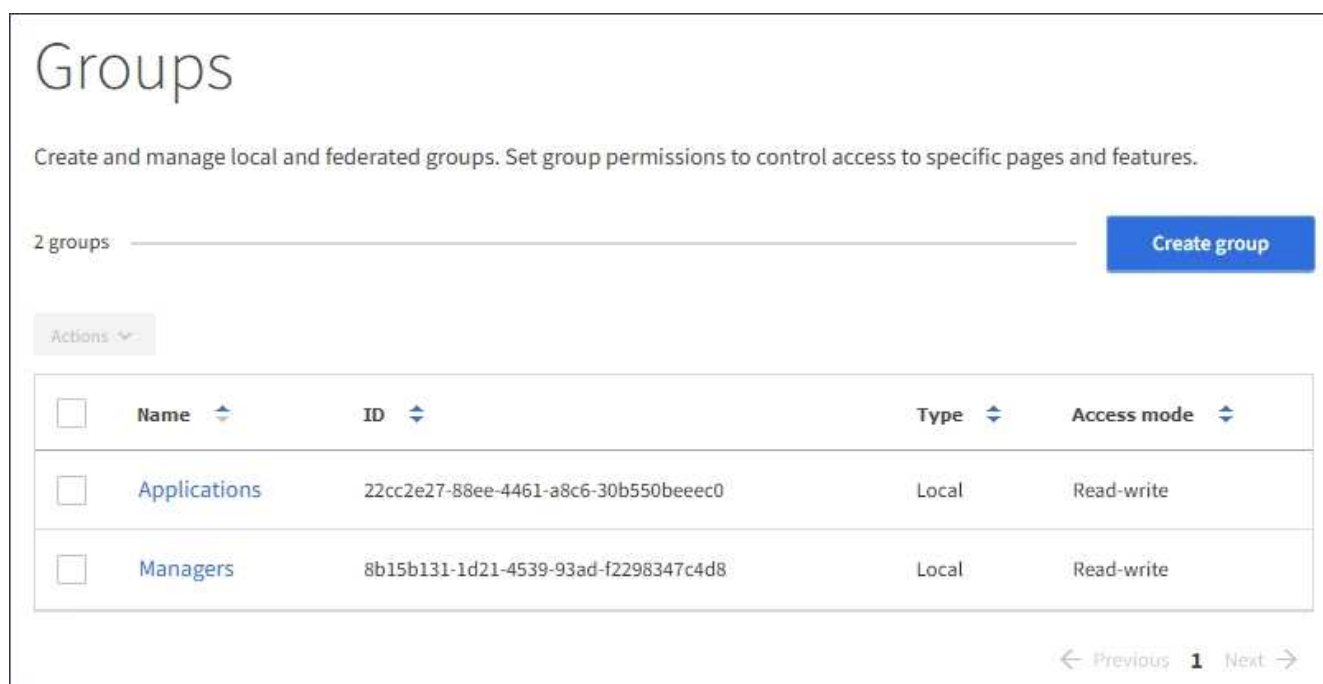 Groups
Create and manage local and federated groups. Set group permissions to control access to specific pages and features.
2 groups Create group
Actions
Name ID Type Access mode
Applications 22cc2e27-88ee-4461-a8c6-30b550beeec0 Local Read-write
Managers 8b15b131-1d21-4539-93ad-f2298347c4d8 Local Read-write
← Previous 1 Next →